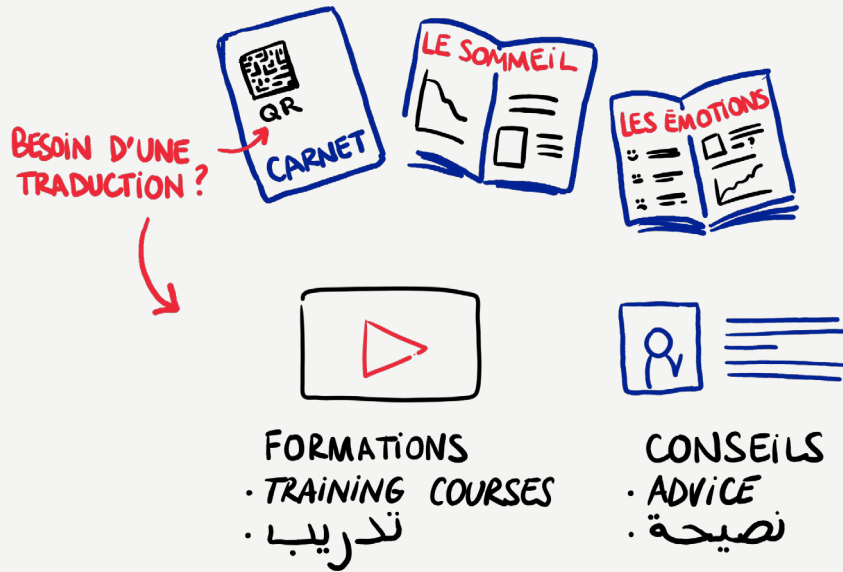 QR
CARNET
LE SOMMEiL
LES ÉMOTIONS
BESOiN D'UNE
TRADUCTiON ?
FORMATiONS
· TRAiNiNG COURSES
· تدريب
CONSEiLS
· ADViCE
· نصيحة